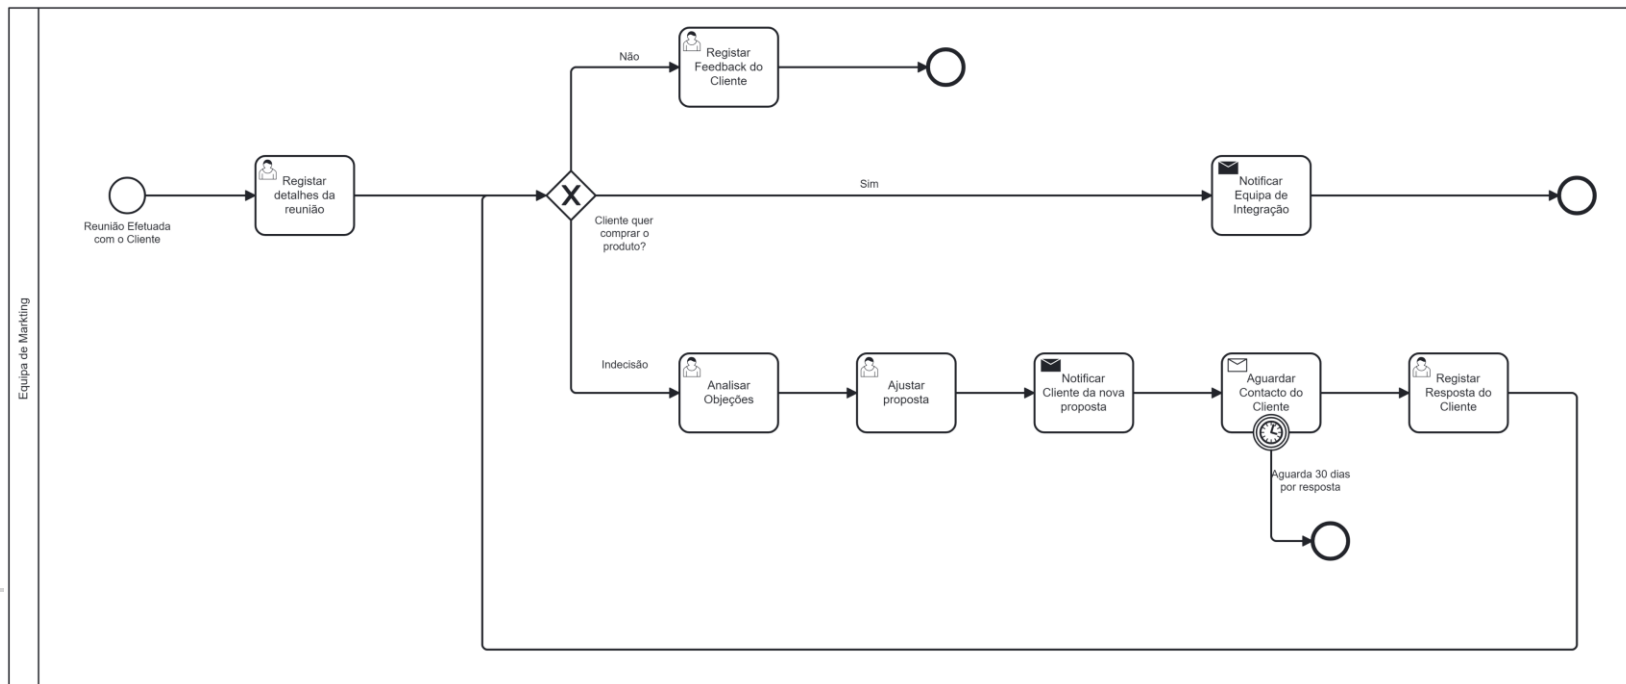 Equipa de Markting
Reunião Efetuada
com o Cliente
Registar
detalhes da
reunião
Cliente quer
comprar o
produto?
Não
Registar
Feedback do
Cliente
Sim
Notificar
Equipa de
Integração
Indecisão
Analisar
Objeções
Ajustar
proposta
Notificar
Cliente da nova
proposta
Aguardar
Contacto do
Cliente
Aguarda 30 dias
por resposta
Registar
Resposta do
Cliente